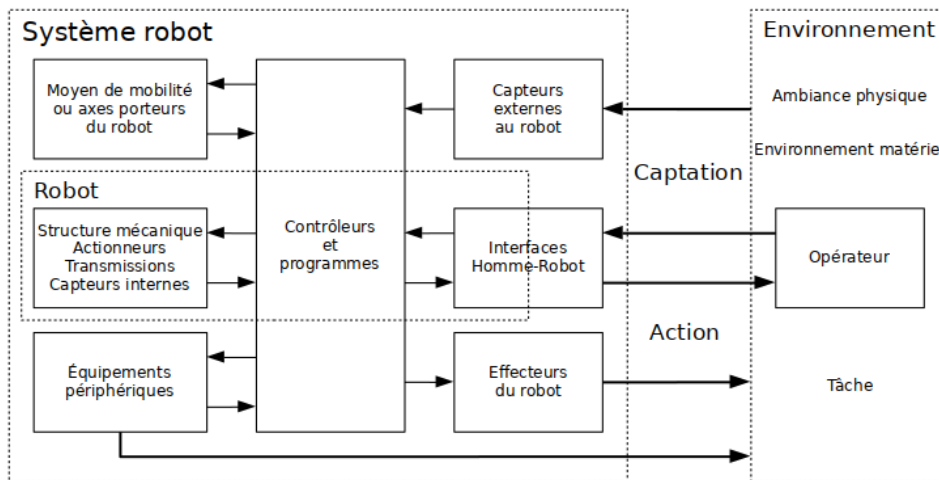 Système robot
Environnement
Moyen de mobilité
ou axes porteurs
du robot
Capteurs
externes
au robot
Ambiance physique
Environnement matérie
Captation
Robot
Structure mécanique
Actionneurs
Transmissions
Capteurs internes
Contrôleurs
et
programmes
Interfaces
Homme-Robot
Opérateur
Action
Équipements
périphériques
Effecteurs
du robot
Tâche